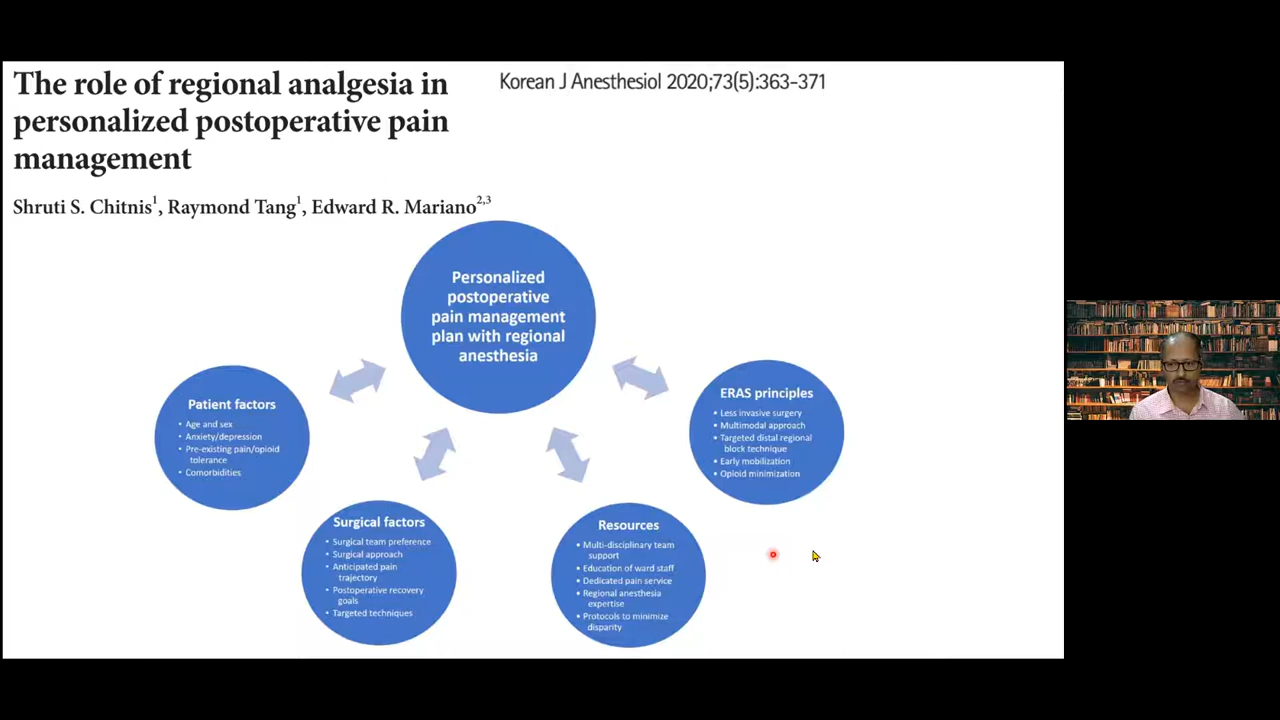 The role of regional analgesia in
personalized postoperative pain
management
Korean J Anesthesiol 2020;73(5):363-371
Shruti S. Chitnis1, Raymond Tang1, Edward R. Mariano2,3
Personalized
postoperative
pain management
plan with regional
anesthesia
Patient factors
• Age and sex
• Anxiety/depression
• Pre-existing pain/opioid
tolerance
• Comorbidities
Surgical factors
• Surgical team preference
• Surgical approach
• Anticipated pain
trajectory
• Postoperative recovery
goals
• Targeted techniques
Resources
• Multi-disciplinary team
support
• Education of ward staff
• Dedicated pain service
• Regional anesthesia
expertise
• Protocols to minimize
disparity
ERAS principles
• Less invasive surgery
• Multimodal approach
• Targeted distal regional
block technique
• Early mobilization
• Opioid minimization